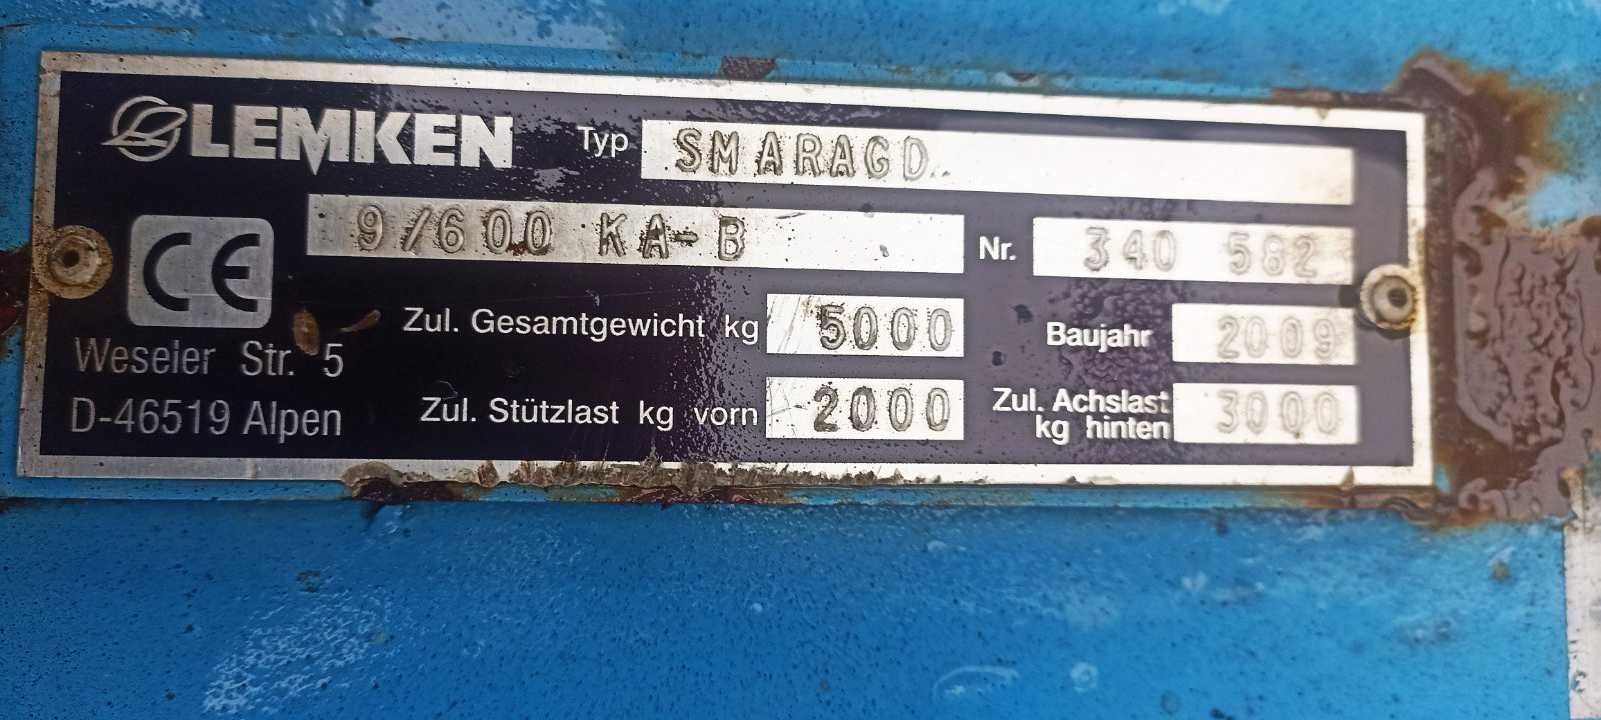 LEMKEN Typ SMARAGD
9/600 KA-B Nr. 340 582
CE
Zul. Gesamtgewicht kg 5000 Baujahr 2009
Weseler Str. 5
Zul. Stützlast kg vorn 2000 Zul. Achslast kg hinten 3000
D-46519 Alpen